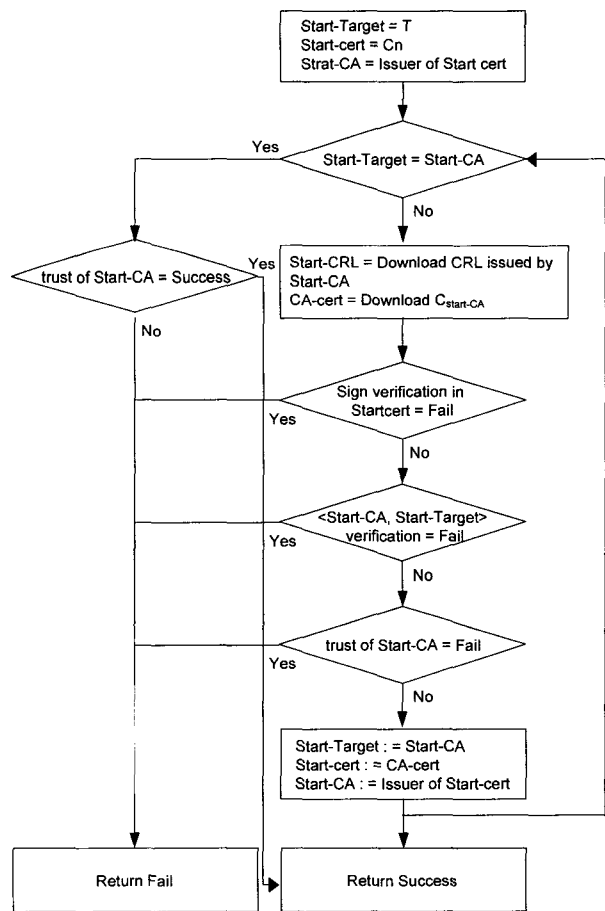 Start-Target = T
Start-cert = Cn
Strat-CA = Issuer of Start cert
Yes
Start-Target = Start-CA
No
trust of Start-CA = Success
Yes
No
Start-CRL = Download CRL issued by
Start-CA
CA-cert = Download Cstart-CA
Sign verification in
Startcert = Fail
Yes
No
<Start-CA, Start-Target>
verification = Fail
Yes
No
trust of Start-CA = Fail
Yes
No
Start-Target : = Start-CA
Start-cert : = CA-cert
Start-CA : = Issuer of Start-cert
Return Fail
Return Success